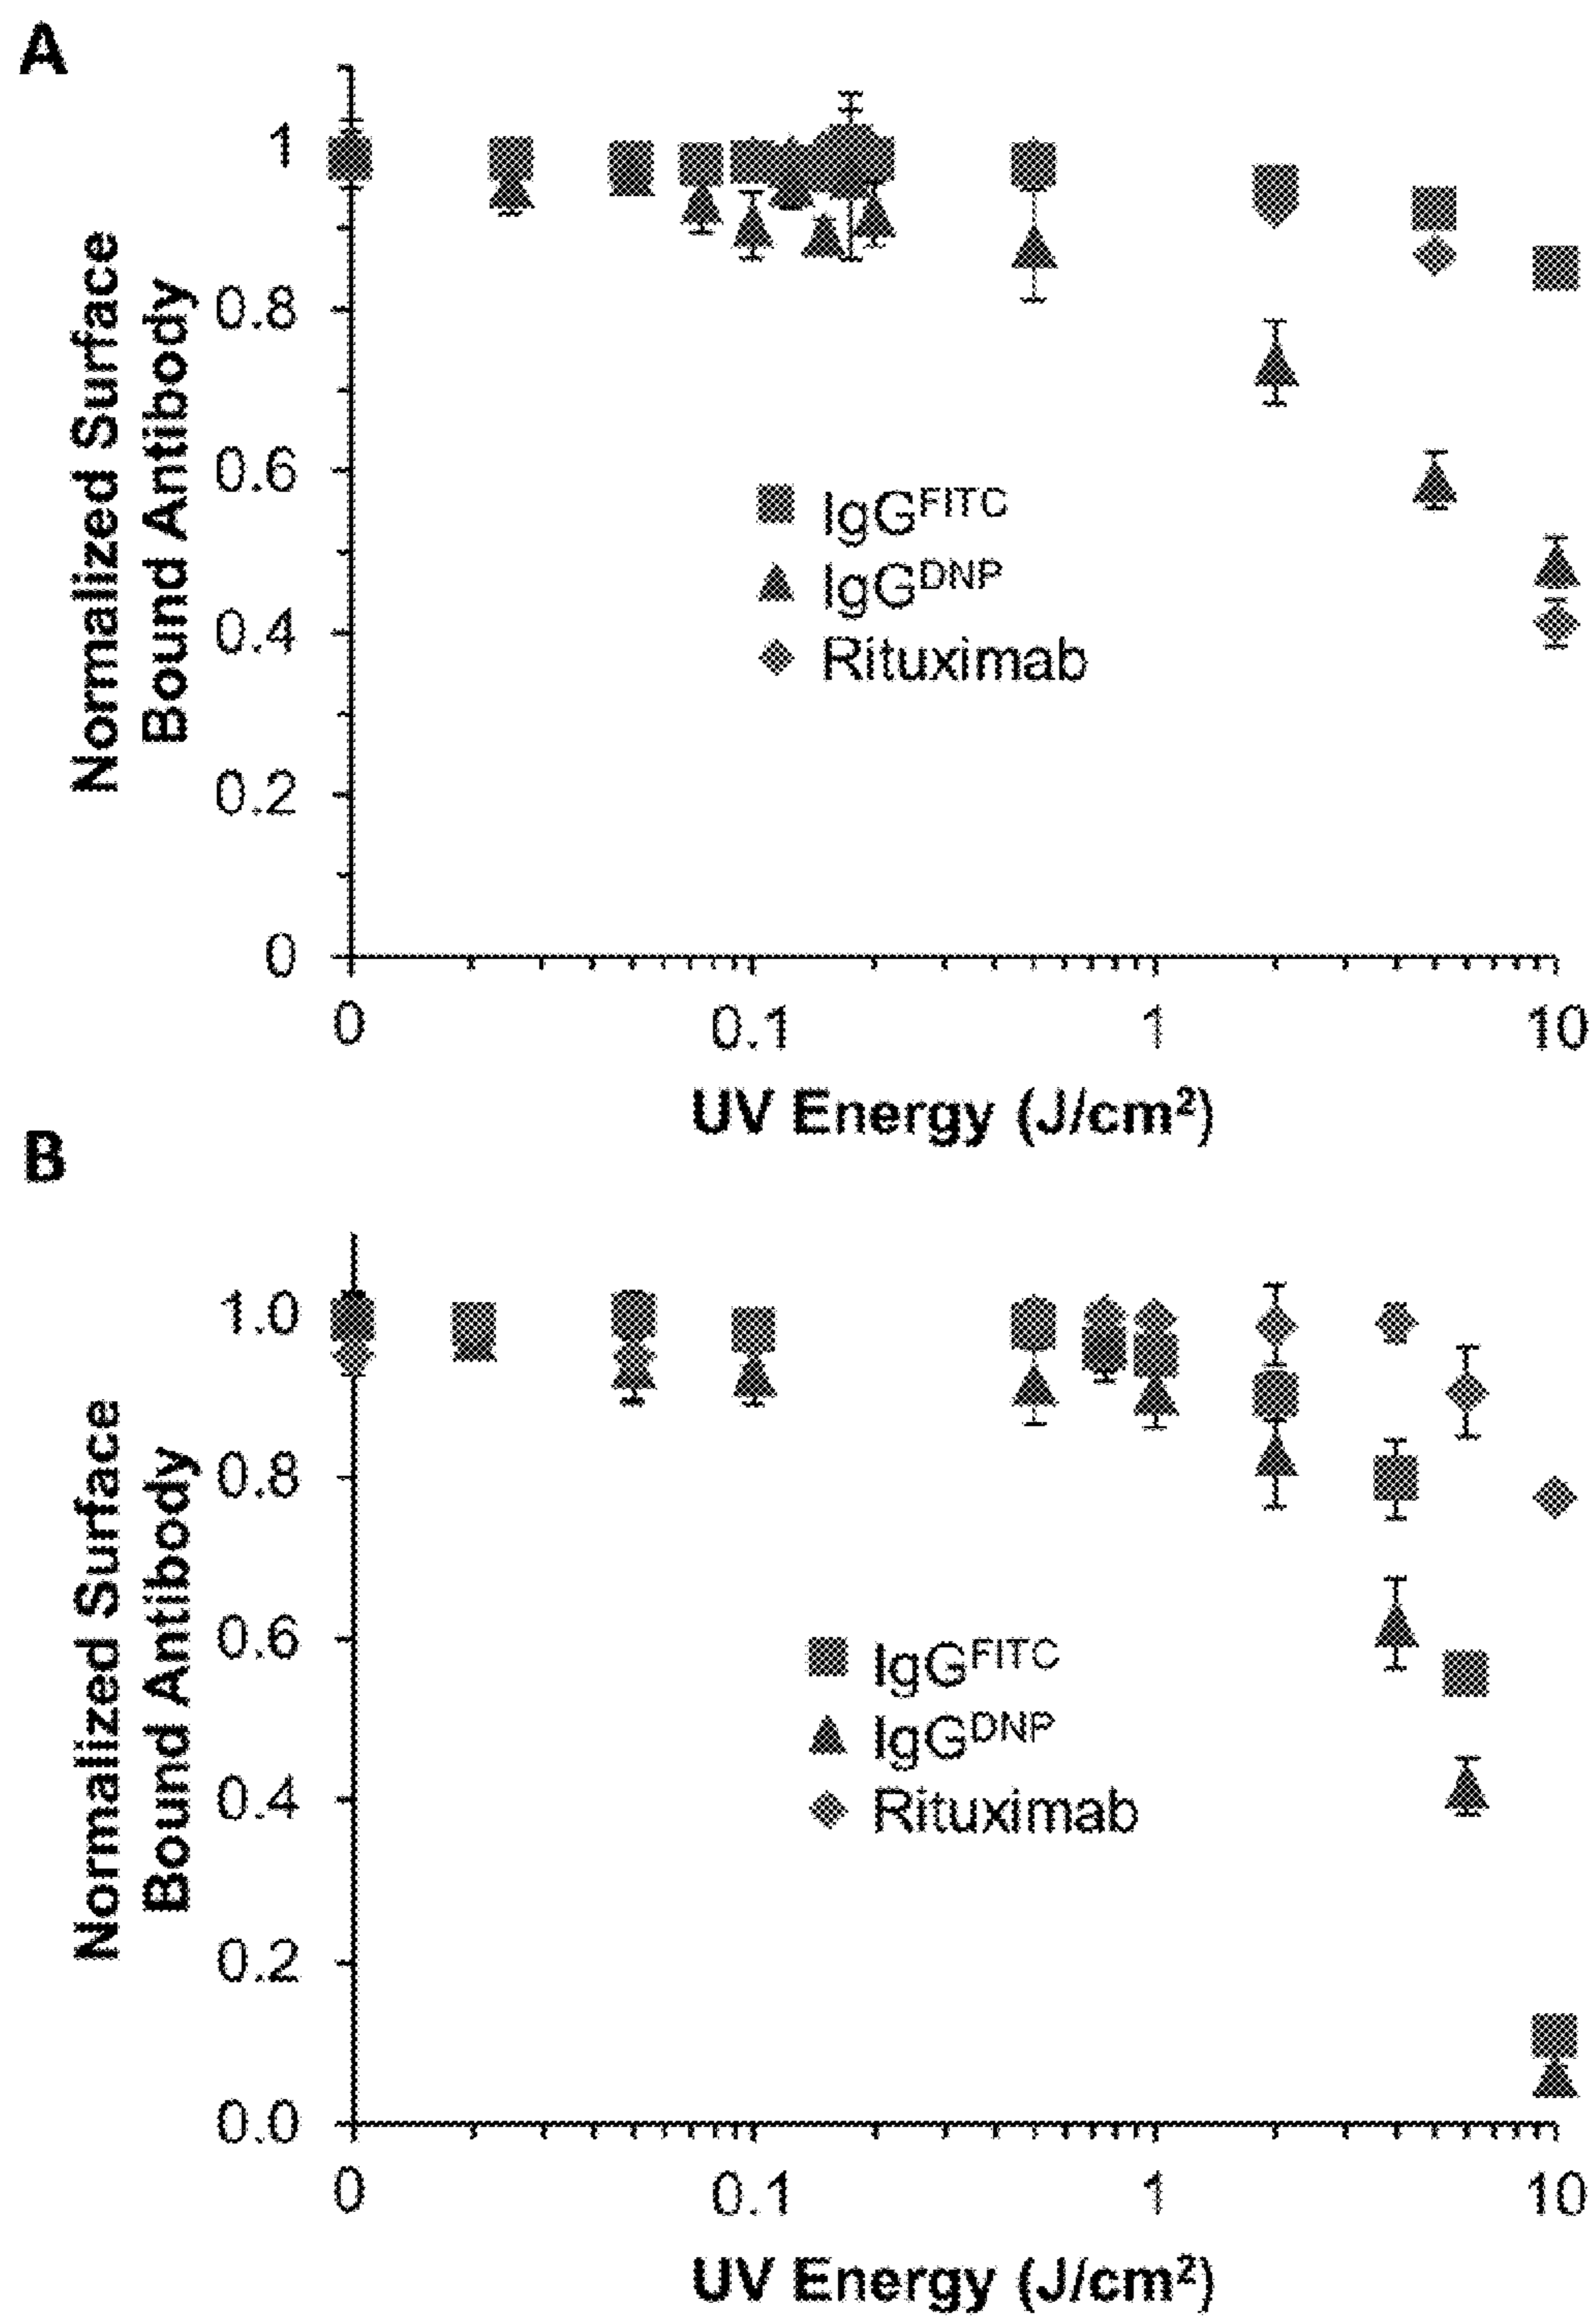 A
1
0.8
0.6
0.4
0.2
0
Normalized Surface
Bound Antibody
IgGFITC
IgGDNP
Rituximab
0 0.1 1 10
UV Energy (J/cm²)
B
1.0
0.8
0.6
0.4
0.2
0.0
Normalized Surface
Bound Antibody
IgGFITC
IgGDNP
Rituximab
0 0.1 1 10
UV Energy (J/cm²)